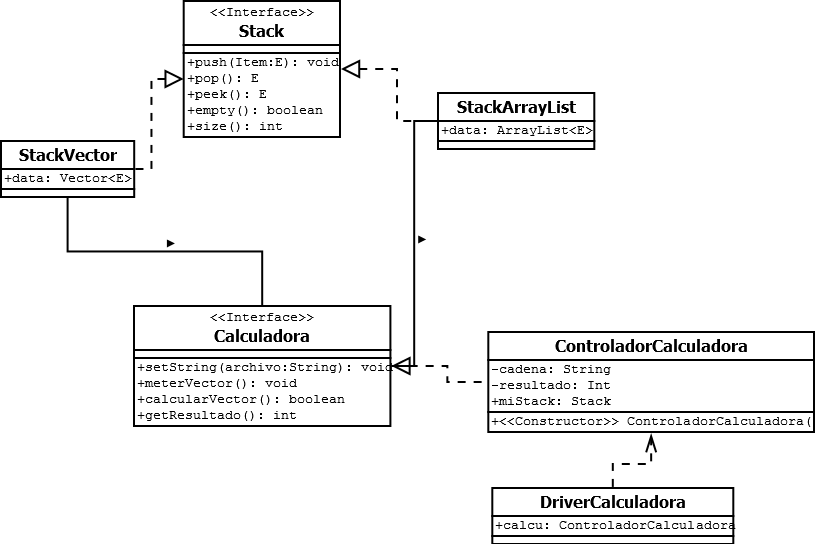 <<Interface>>
Stack
+push(Item:E): void
+pop(): E
+peek(): E
+empty(): boolean
+size(): int
StackArrayList
+data: ArrayList<E>
StackVector
+data: Vector<E>
<<Interface>>
Calculadora
+setString(archivo:String): void
+meterVector(): void
+calcularVector(): boolean
+getResultado(): int
ControladorCalculadora
-cadena: String
-resultado: Int
+miStack: Stack
+<<Constructor>> ControladorCalculadora(
DriverCalculadora
+calcu: ControladorCalculadora